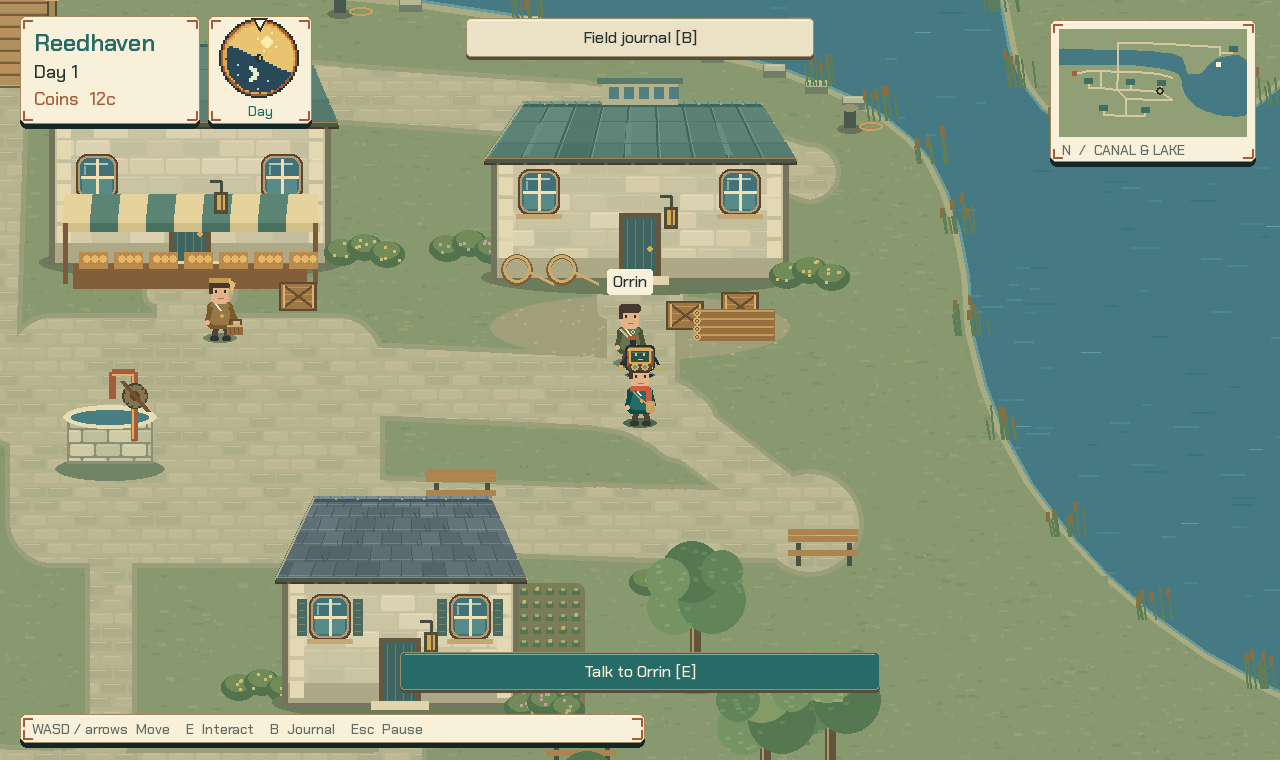 Reedhaven
Day 1
Coins 12c
Day
Field journal [B]
N / CANAL & LAKE
Orrin
Talk to Orrin [E]
WASD / arrows Move E Interact B Journal Esc Pause